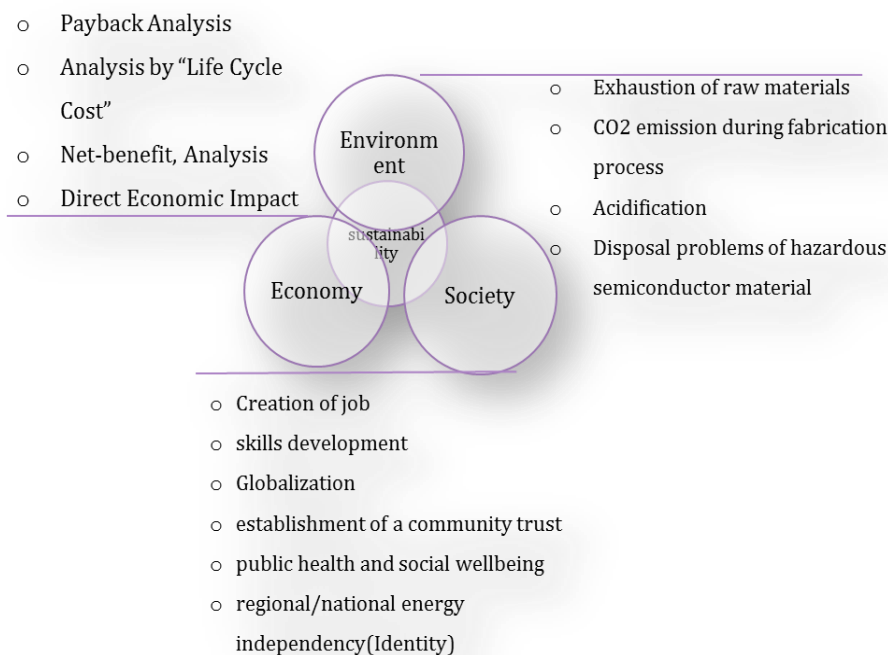 o Payback Analysis
o Analysis by “Life Cycle
Cost”
o Net-benefit, Analysis
o Direct Economic Impact
Environm
ent
sustainabi
lity
Economy
Society
o Exhaustion of raw materials
o CO2 emission during fabrication
process
o Acidification
o Disposal problems of hazardous
semiconductor material
o Creation of job
o skills development
o Globalization
o establishment of a community trust
o public health and social wellbeing
o regional/national energy
independency(Identity)